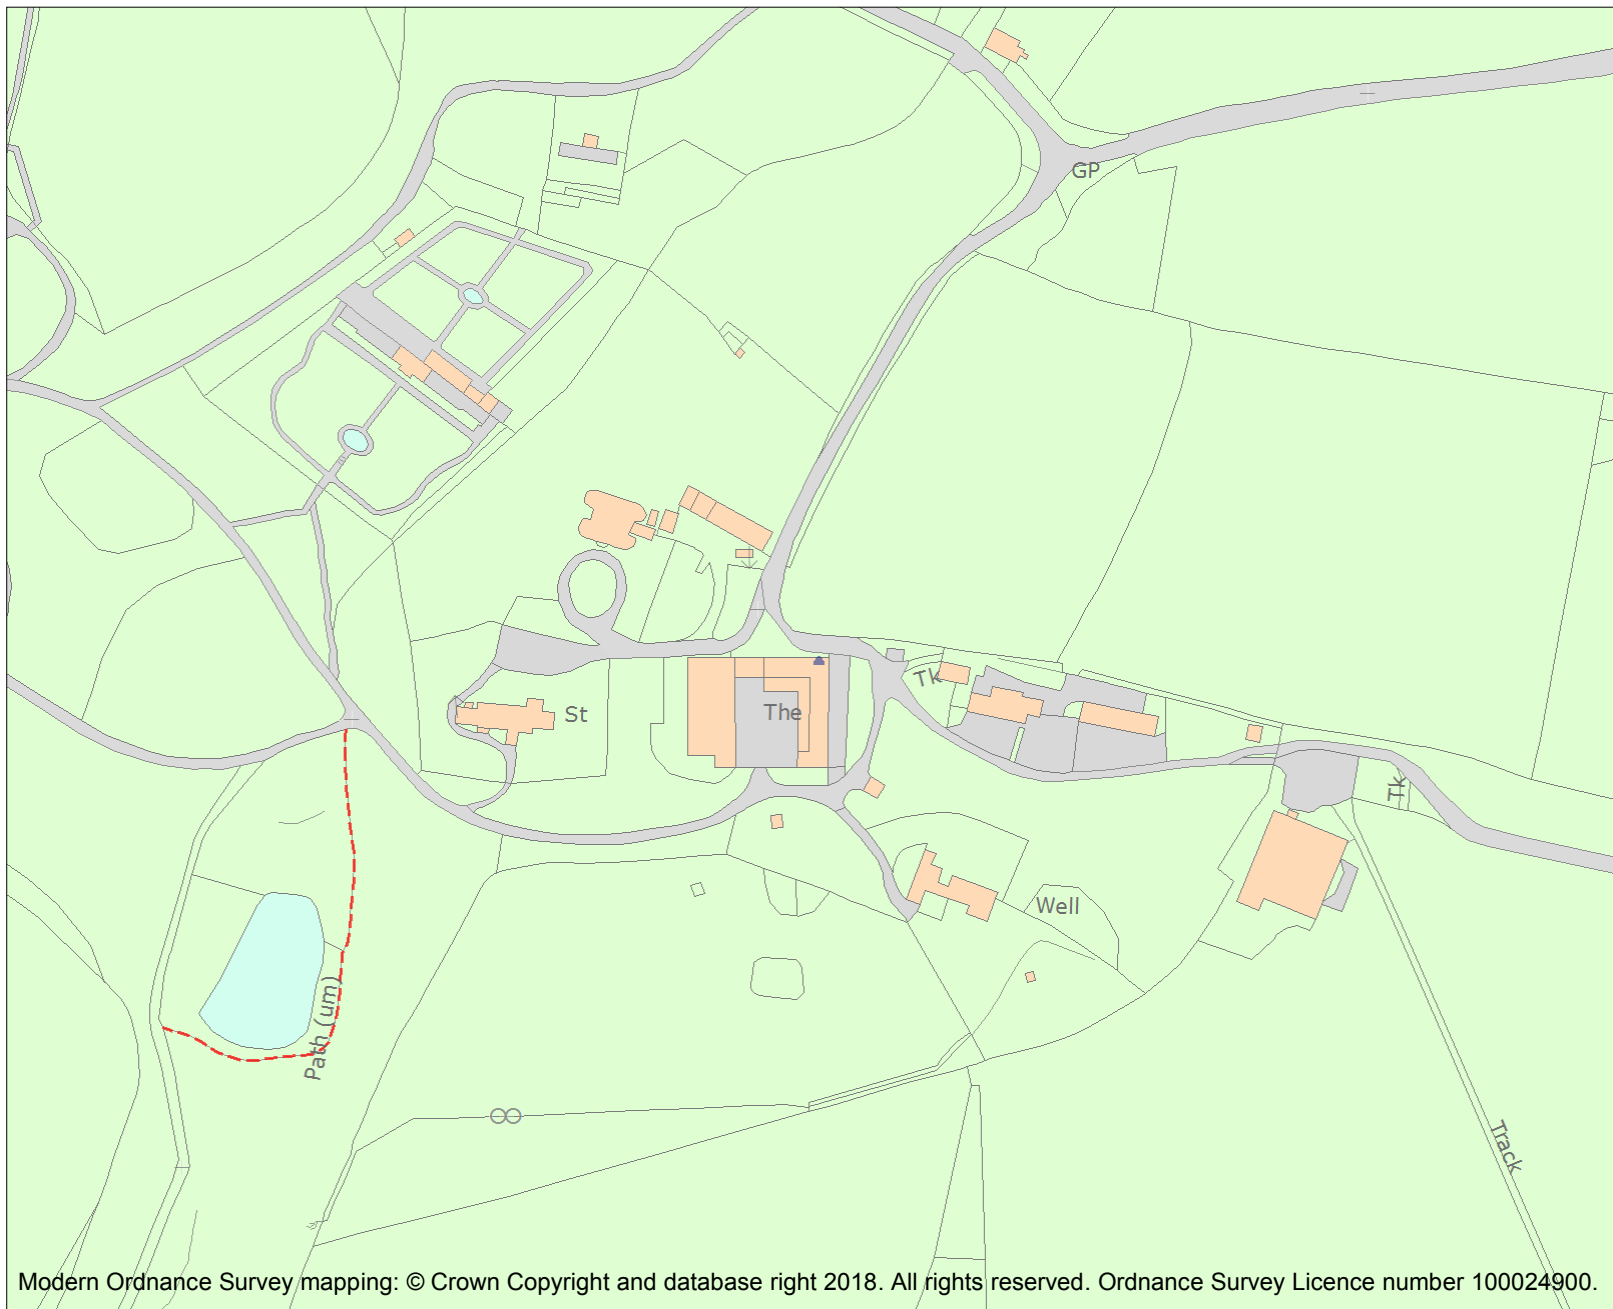 GP
Tk
St
The
Tk
Well
Path (um)
Track
Modern Ordnance Survey mapping: © Crown Copyright and database right 2018. All rights reserved. Ordnance Survey Licence number 100024900.